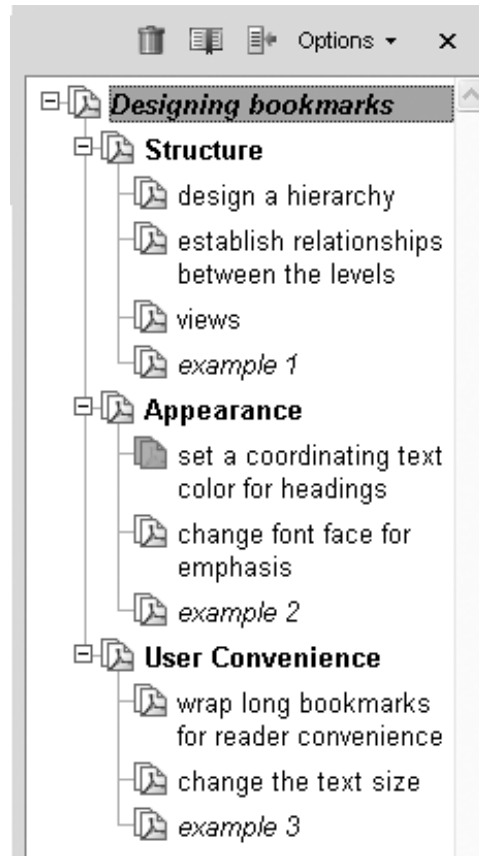 Options
Designing bookmarks
Structure
design a hierarchy
establish relationships
between the levels
views
example 1
Appearance
set a coordinating text
color for headings
change font face for
emphasis
example 2
User Convenience
wrap long bookmarks
for reader convenience
change the text size
example 3